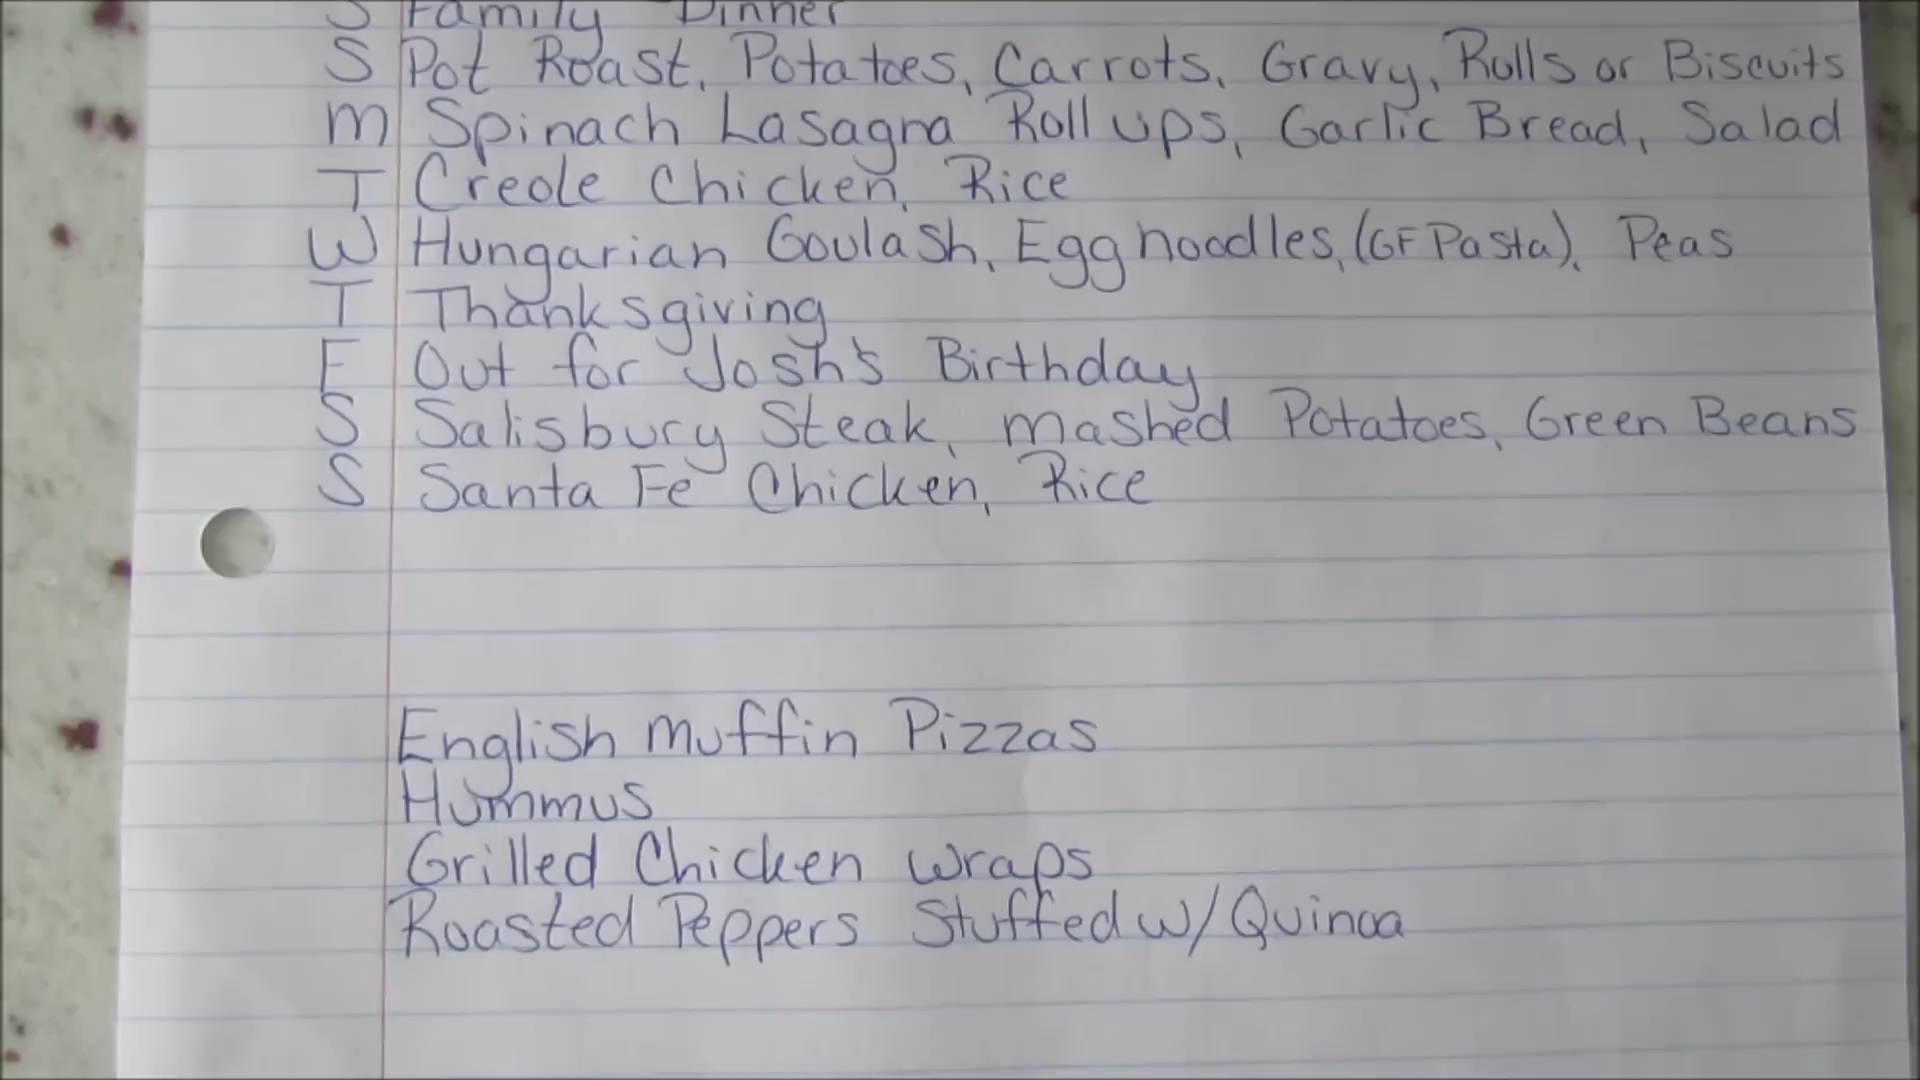 S Family Dinner
S Pot Roast, Potatoes, Carrots, Gravy, Rolls or Biscuits
M Spinach Lasagna Roll ups, Garlic Bread, Salad
T Creole Chicken, Rice
W Hungarian Goulash, Egg noodles, (GF Pasta), Peas
T Thanksgiving
F Out for Josh's Birthday
S Salisbury Steak, mashed Potatoes, Green Beans
S Santa Fe Chicken, Rice
English Muffin Pizzas
Hummus
Grilled Chicken wraps
Roasted Peppers Stuffed w/ Quinoa